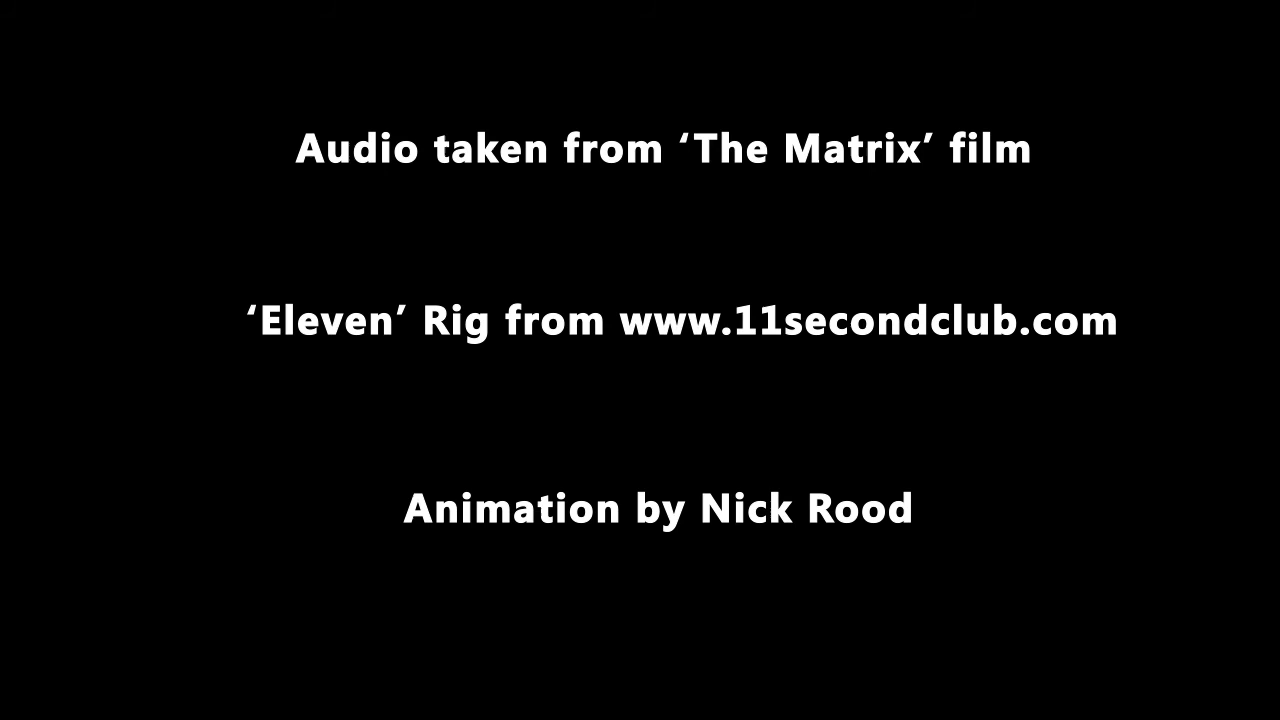 Audio taken from ‘The Matrix’ film
‘Eleven’ Rig from www.11secondclub.com
Animation by Nick Rood